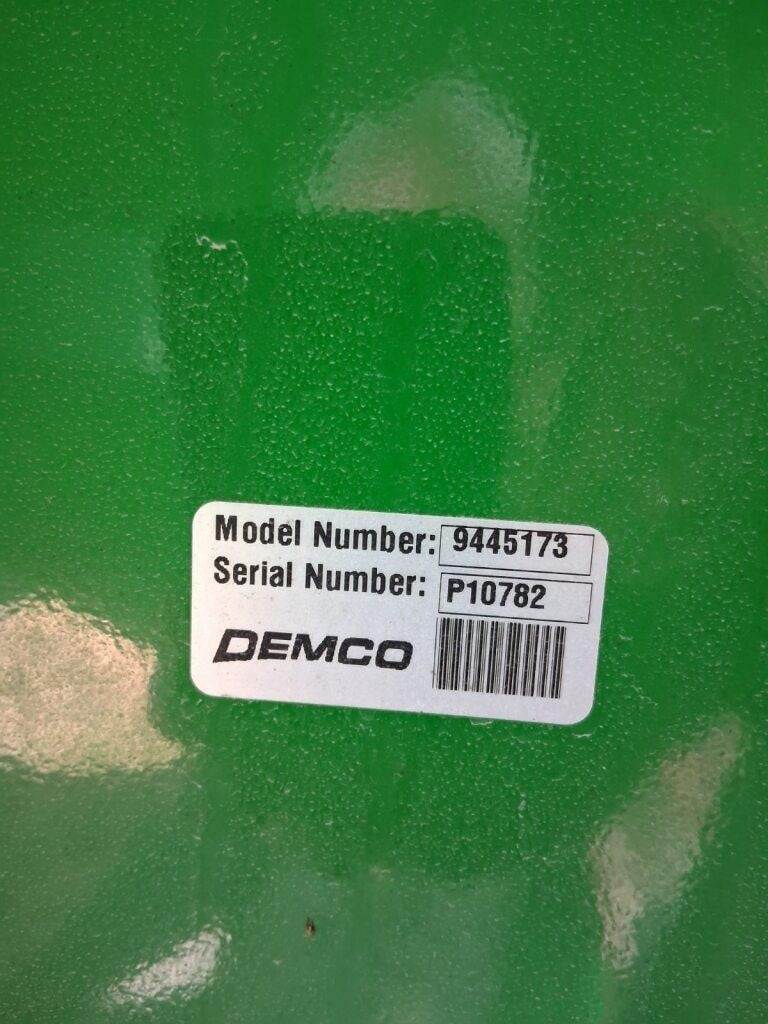 Model Number: 9445173
Serial Number: P10782
DEMCO